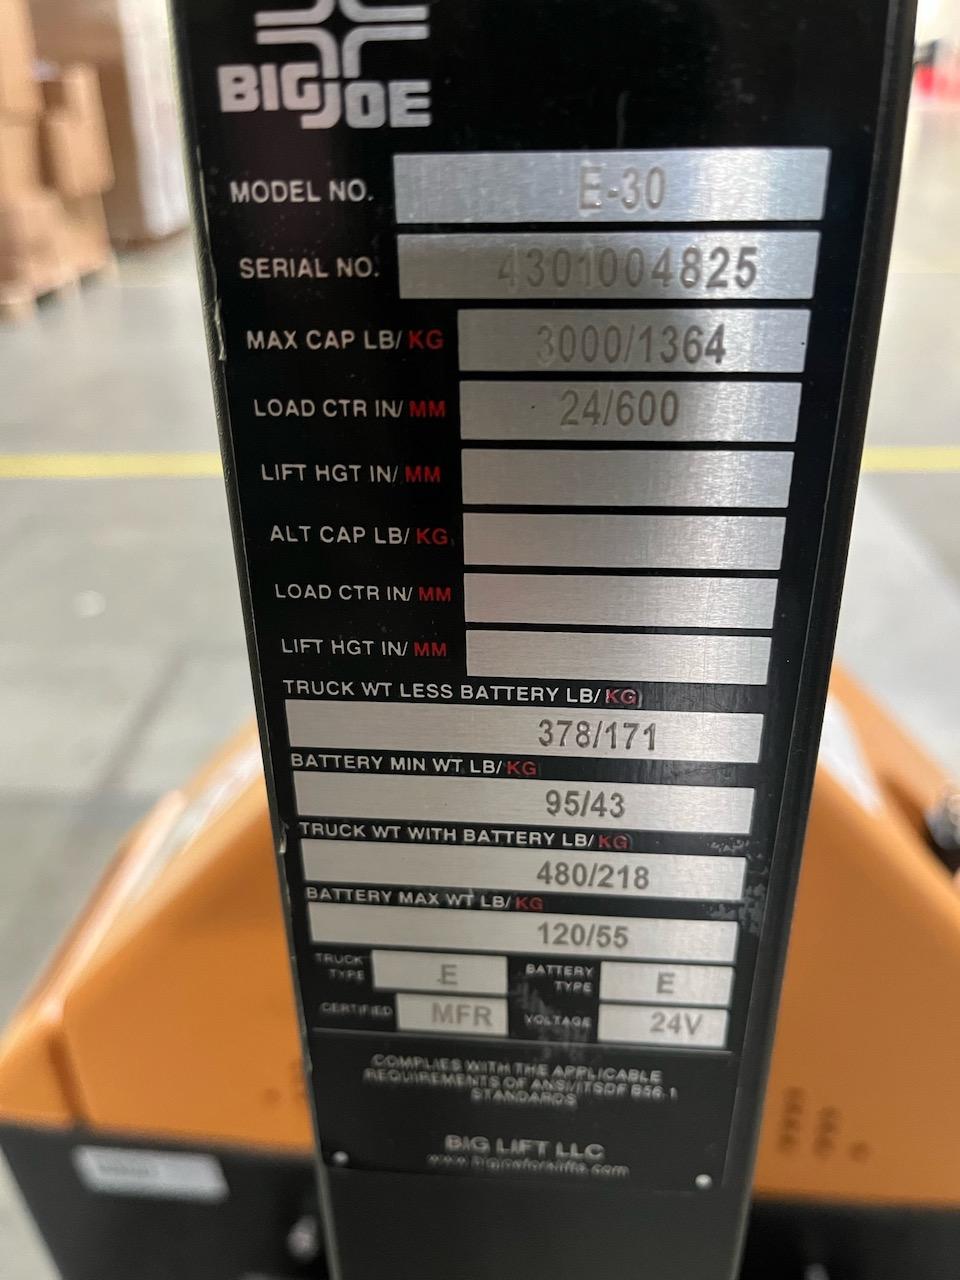 BIG JOE
MODEL NO. E-30
SERIAL NO. 4301004825
MAX CAP LB/KG 3000/1364
LOAD CTR IN/MM 24/600
LIFT HGT IN/MM
ALT CAP LB/KG
LOAD CTR IN/MM
LIFT HGT IN/MM
TRUCK WT LESS BATTERY LB/KG
378/171
BATTERY MIN WT LB/KG
95/43
TRUCK WT WITH BATTERY LB/KG
480/218
BATTERY MAX WT LB/KG
120/55
TRUCK TYPE E BATTERY TYPE E
CERTIFIED MFR VOLTAGE 24V
COMPLIES WITH THE APPLICABLE
REQUIREMENTS OF ANSI/ITSDF B56.1
STANDARDS
BIG LIFT LLC
www.bigjoeforklifts.com